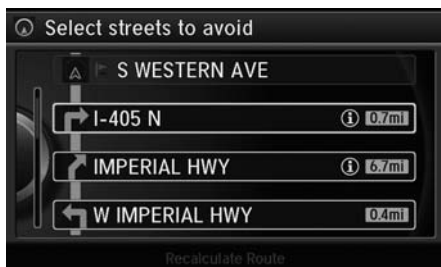 Select streets to avoid
S WESTERN AVE
I-405 N 0.7mi
IMPERIAL HWY 6.7mi
W IMPERIAL HWY 0.4mi
Recalculate Route